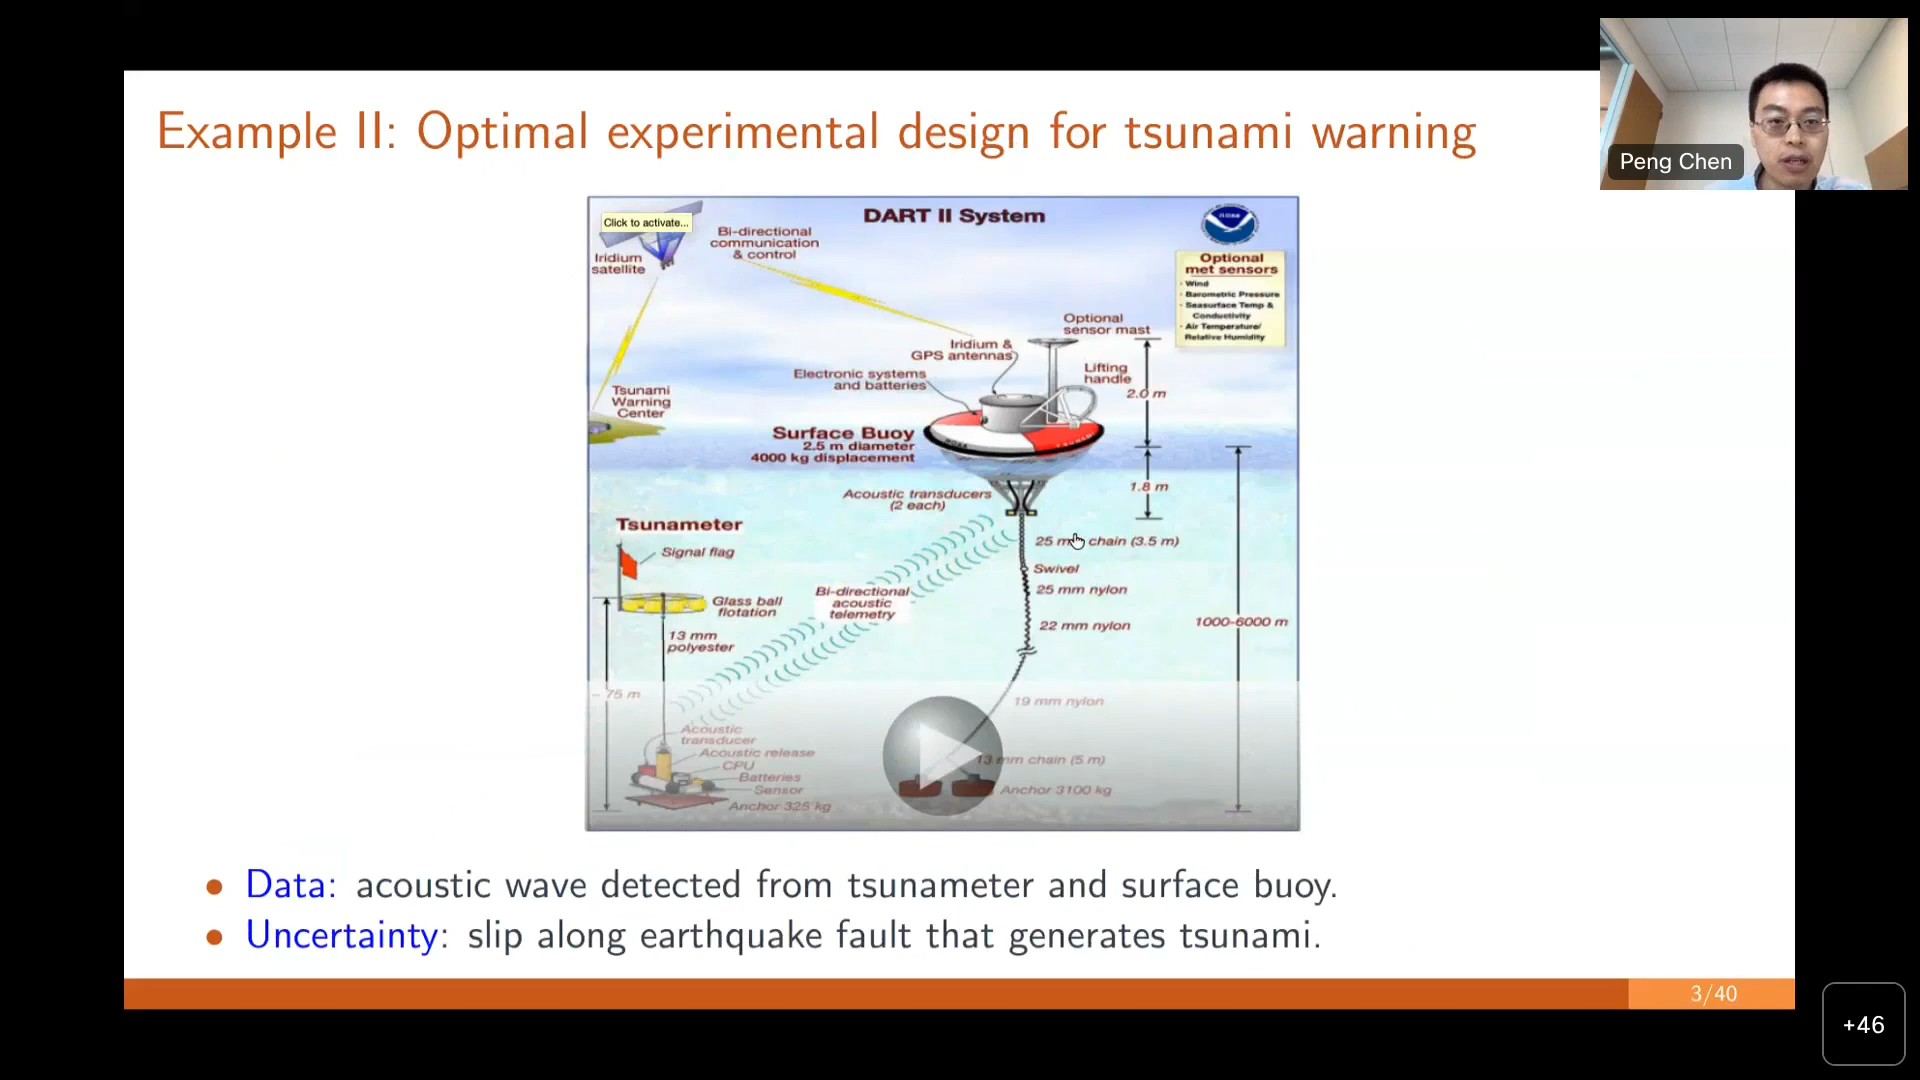 Example II: Optimal experimental design for tsunami warning
Peng Chen
Click to activate...
DART II System
Bi-directional
communication
& control
Iridium
satellite
Optional
met sensors
· Wind
· Barometric Pressure
· Seasurface Temp &
Conductivity
· Air Temperature/
Relative Humidity
Optional
sensor mast
Iridium &
GPS antennas
Lifting
handle
Electronic systems
and batteries
2.0 m
Tsunami
Warning
Center
Surface Buoy
2.5 m diameter
4000 kg displacement
1.8 m
Acoustic transducers
(2 each)
Tsunameter
Signal flag
25 mm chain (3.5 m)
Swivel
25 mm nylon
Bi-directional
acoustic
telemetry
Glass ball
flotation
22 mm nylon
1000-6000 m
13 mm
polyester
~ 75 m
19 mm nylon
Acoustic
transducer
Acoustic release
CPU
Batteries
Sensor
Anchor 325 kg
13 mm chain (5 m)
Anchor 3100 kg
• Data: acoustic wave detected from tsunameter and surface buoy.
• Uncertainty: slip along earthquake fault that generates tsunami.
3/40
+46